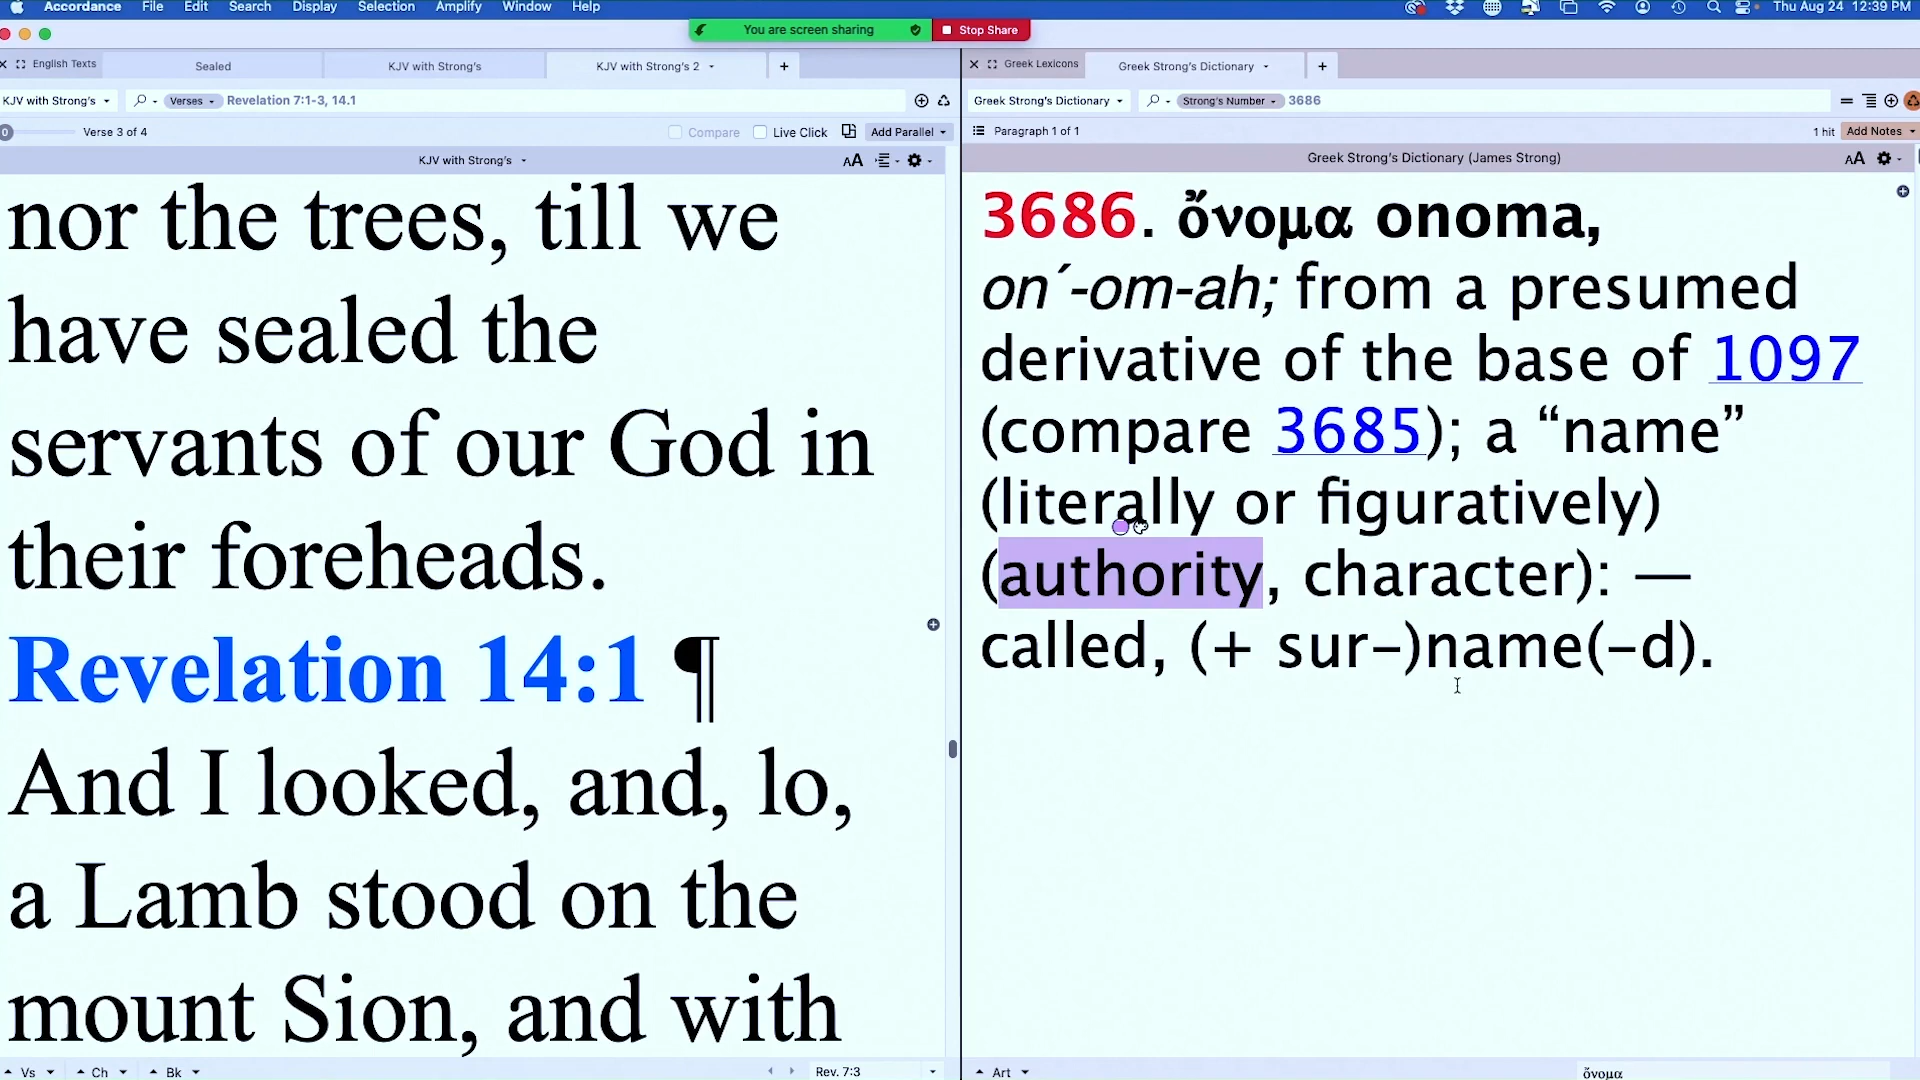 Accordance File Edit Search Display Selection Amplify Window Help Thu Aug 24 12:39 PM
You are screen sharing Stop Share
English Texts Sealed KJV with Strong's KJV with Strong's 2 +
Greek Lexicons Greek Strong's Dictionary +
KJV with Strong's Verses Revelation 7:1-3, 14.1
Greek Strong's Dictionary Strong's Number 3686
0 Verse 3 of 4 Compare Live Click Add Parallel
Paragraph 1 of 1 1 hit Add Notes
KJV with Strong's AA
Greek Strong's Dictionary (James Strong) AA
nor the trees, till we
have sealed the
servants of our God in
their foreheads.
Revelation 14:1 ¶
And I looked, and, lo,
a Lamb stood on the
mount Sion, and with
3686. ὄνομα onoma,
on´-om-ah; from a presumed
derivative of the base of 1097
(compare 3685); a “name”
(literally or figuratively)
(authority, character): —
called, (+ sur-)name(-d).
Vs Ch Bk Rev. 7:3
Art ὄνομα